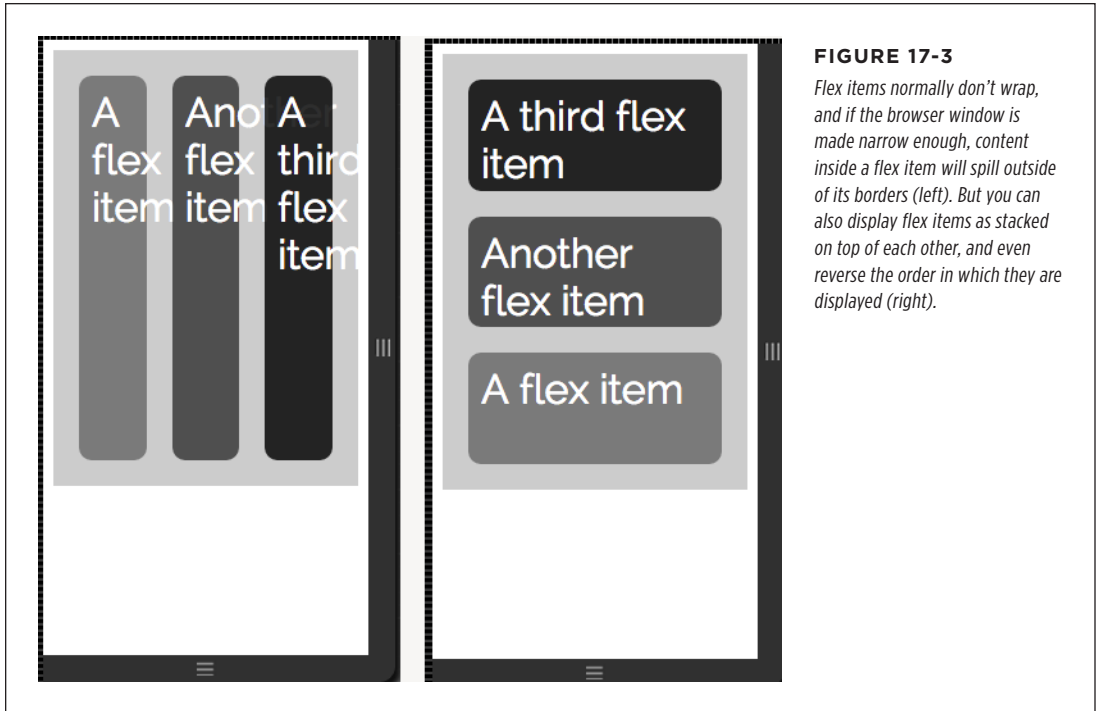 A
flex
item
Another
flex
item
A
third
flex
item
A third flex
item
Another
flex item
A flex item
FIGURE 17-3
Flex items normally don’t wrap,
and if the browser window is
made narrow enough, content
inside a flex item will spill outside
of its borders (left). But you can
also display flex items as stacked
on top of each other, and even
reverse the order in which they are
displayed (right).